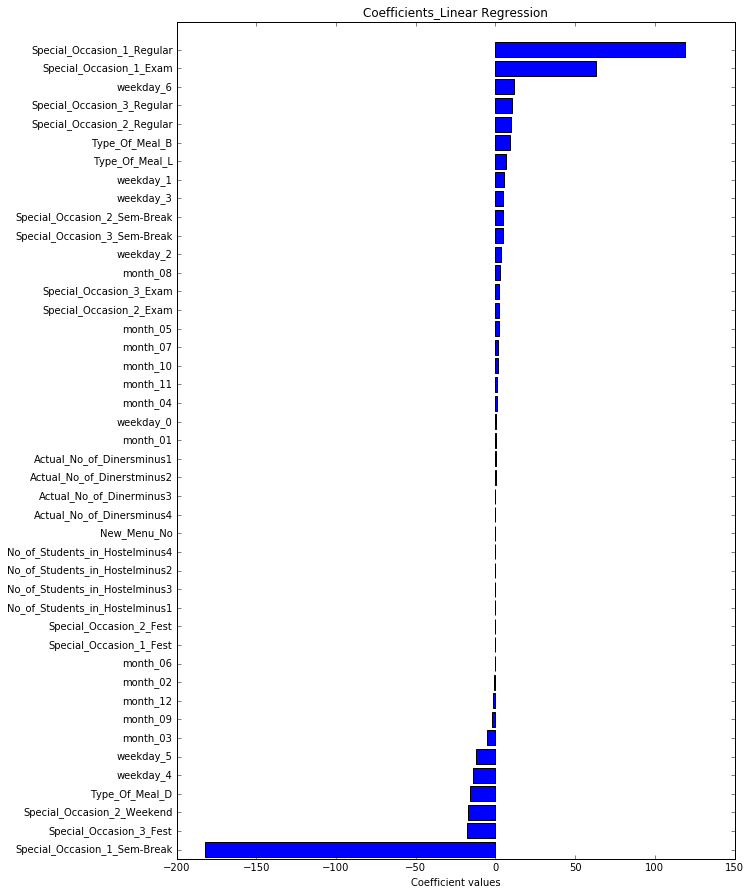 Coefficients_Linear Regression
Special_Occasion_1_Regular
Special_Occasion_1_Exam
weekday_6
Special_Occasion_3_Regular
Special_Occasion_2_Regular
Type_Of_Meal_B
Type_Of_Meal_L
weekday_1
weekday_3
Special_Occasion_2_Sem-Break
Special_Occasion_3_Sem-Break
weekday_2
month_08
Special_Occasion_3_Exam
Special_Occasion_2_Exam
month_05
month_07
month_10
month_11
month_04
weekday_0
month_01
Actual_No_of_Dinersminus1
Actual_No_of_Dinerstminus2
Actual_No_of_Dinerminus3
Actual_No_of_Dinersminus4
New_Menu_No
No_of_Students_in_Hostelminus4
No_of_Students_in_Hostelminus2
No_of_Students_in_Hostelminus3
No_of_Students_in_Hostelminus1
Special_Occasion_2_Fest
Special_Occasion_1_Fest
month_06
month_02
month_12
month_09
month_03
weekday_5
weekday_4
Type_Of_Meal_D
Special_Occasion_2_Weekend
Special_Occasion_3_Fest
Special_Occasion_1_Sem-Break
−200 −150 −100 −50 0 50 100 150
Coefficient values